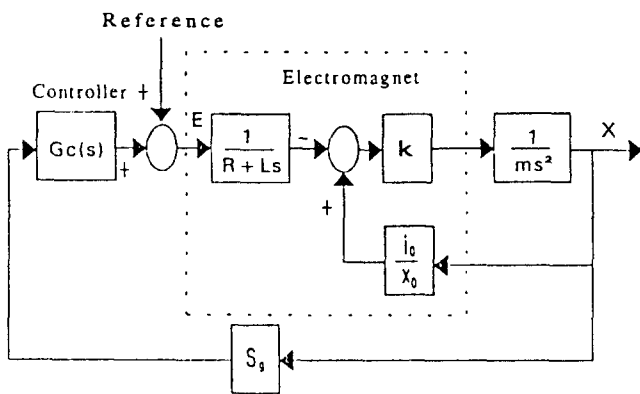 Reference
Controller +
Electromagnet
Gc(s)
+
E
1
R + Ls
-
+
k
1
ms²
X
i₀
X₀
S₉